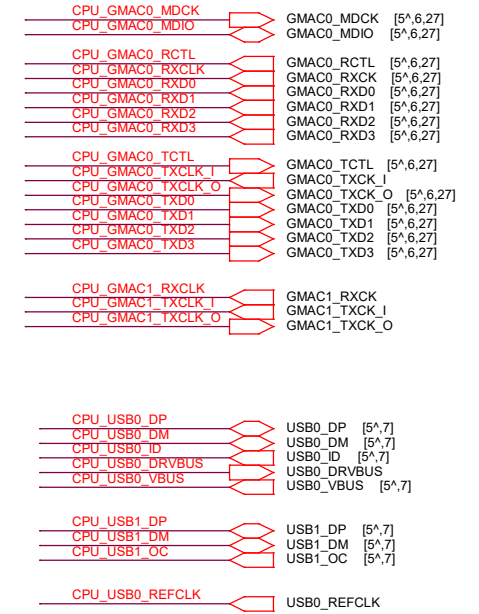 CPU_GMAC0_MDCK GMAC0_MDCK [5^,6,27]
CPU_GMAC0_MDIO GMAC0_MDIO [5^,6,27]
CPU_GMAC0_RCTL GMAC0_RCTL [5^,6,27]
CPU_GMAC0_RXCLK GMAC0_RXCK [5^,6,27]
CPU_GMAC0_RXD0 GMAC0_RXD0 [5^,6,27]
CPU_GMAC0_RXD1 GMAC0_RXD1 [5^,6,27]
CPU_GMAC0_RXD2 GMAC0_RXD2 [5^,6,27]
CPU_GMAC0_RXD3 GMAC0_RXD3 [5^,6,27]
CPU_GMAC0_TCTL GMAC0_TCTL [5^,6,27]
CPU_GMAC0_TXCLK_I GMAC0_TXCK_I
CPU_GMAC0_TXCLK_O GMAC0_TXCK_O [5^,6,27]
CPU_GMAC0_TXD0 GMAC0_TXD0 [5^,6,27]
CPU_GMAC0_TXD1 GMAC0_TXD1 [5^,6,27]
CPU_GMAC0_TXD2 GMAC0_TXD2 [5^,6,27]
CPU_GMAC0_TXD3 GMAC0_TXD3 [5^,6,27]
CPU_GMAC1_RXCLK GMAC1_RXCK
CPU_GMAC1_TXCLK_I GMAC1_TXCK_I
CPU_GMAC1_TXCLK_O GMAC1_TXCK_O
CPU_USB0_DP USB0_DP [5^,7]
CPU_USB0_DM USB0_DM [5^,7]
CPU_USB0_ID USB0_ID [5^,7]
CPU_USB0_DRVBUS USB0_DRVBUS
CPU_USB0_VBUS USB0_VBUS [5^,7]
CPU_USB1_DP USB1_DP [5^,7]
CPU_USB1_DM USB1_DM [5^,7]
CPU_USB1_OC USB1_OC [5^,7]
CPU_USB0_REFCLK USB0_REFCLK